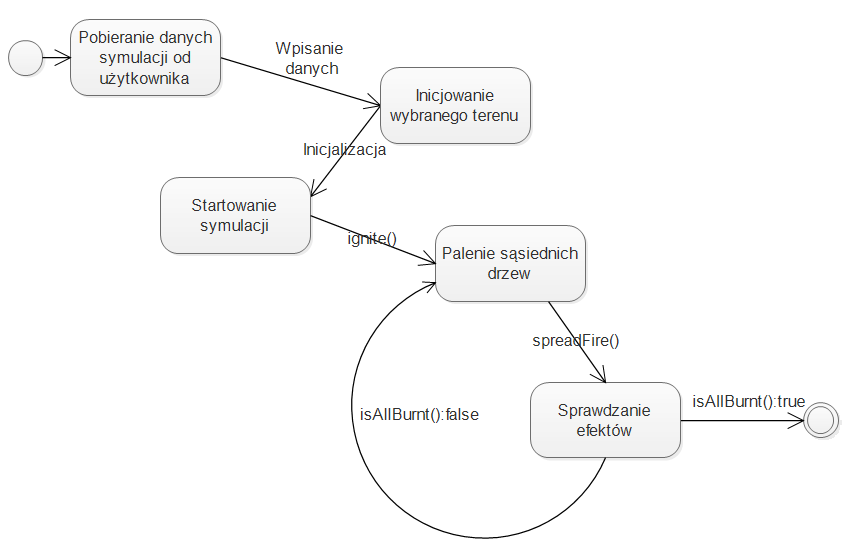 Pobieranie danych
symulacji od
użytkownika
Wpisanie
danych
Inicjowanie
wybranego terenu
Inicjalizacja
Startowanie
symulacji
ignite()
Palenie sąsiednich
drzew
spreadFire()
Sprawdzanie
efektów
isAllBurnt():true
isAllBurnt():false